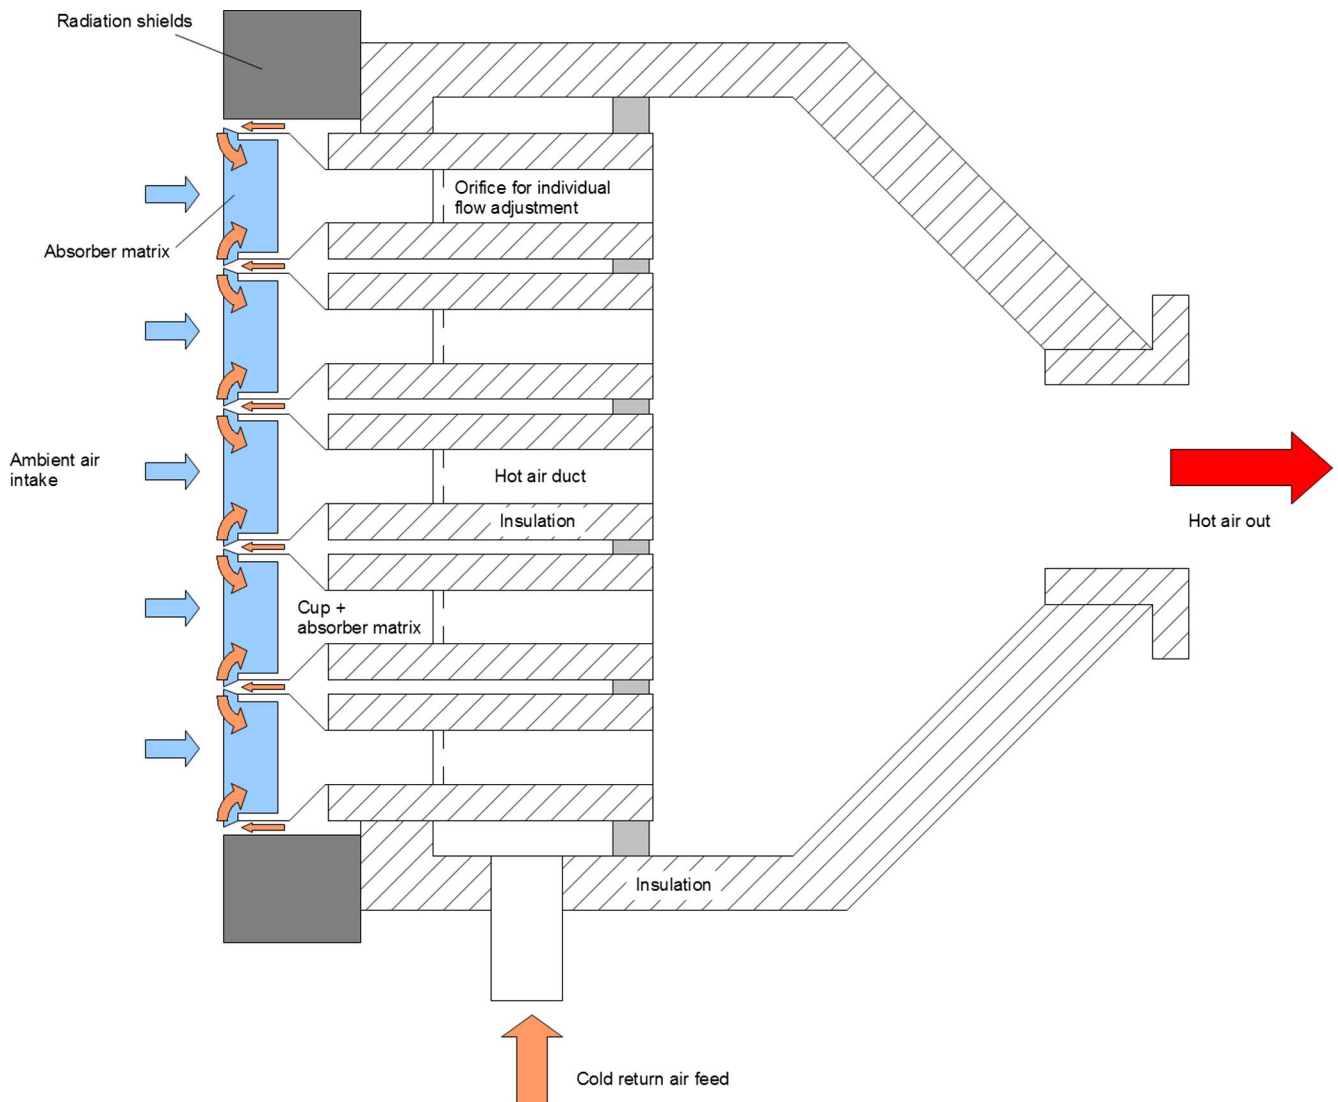 Radiation shields
Orifice for individual
flow adjustment
Absorber matrix
Ambient air
intake
Hot air duct
Insulation
Hot air out
Cup +
absorber matrix
Insulation
Cold return air feed